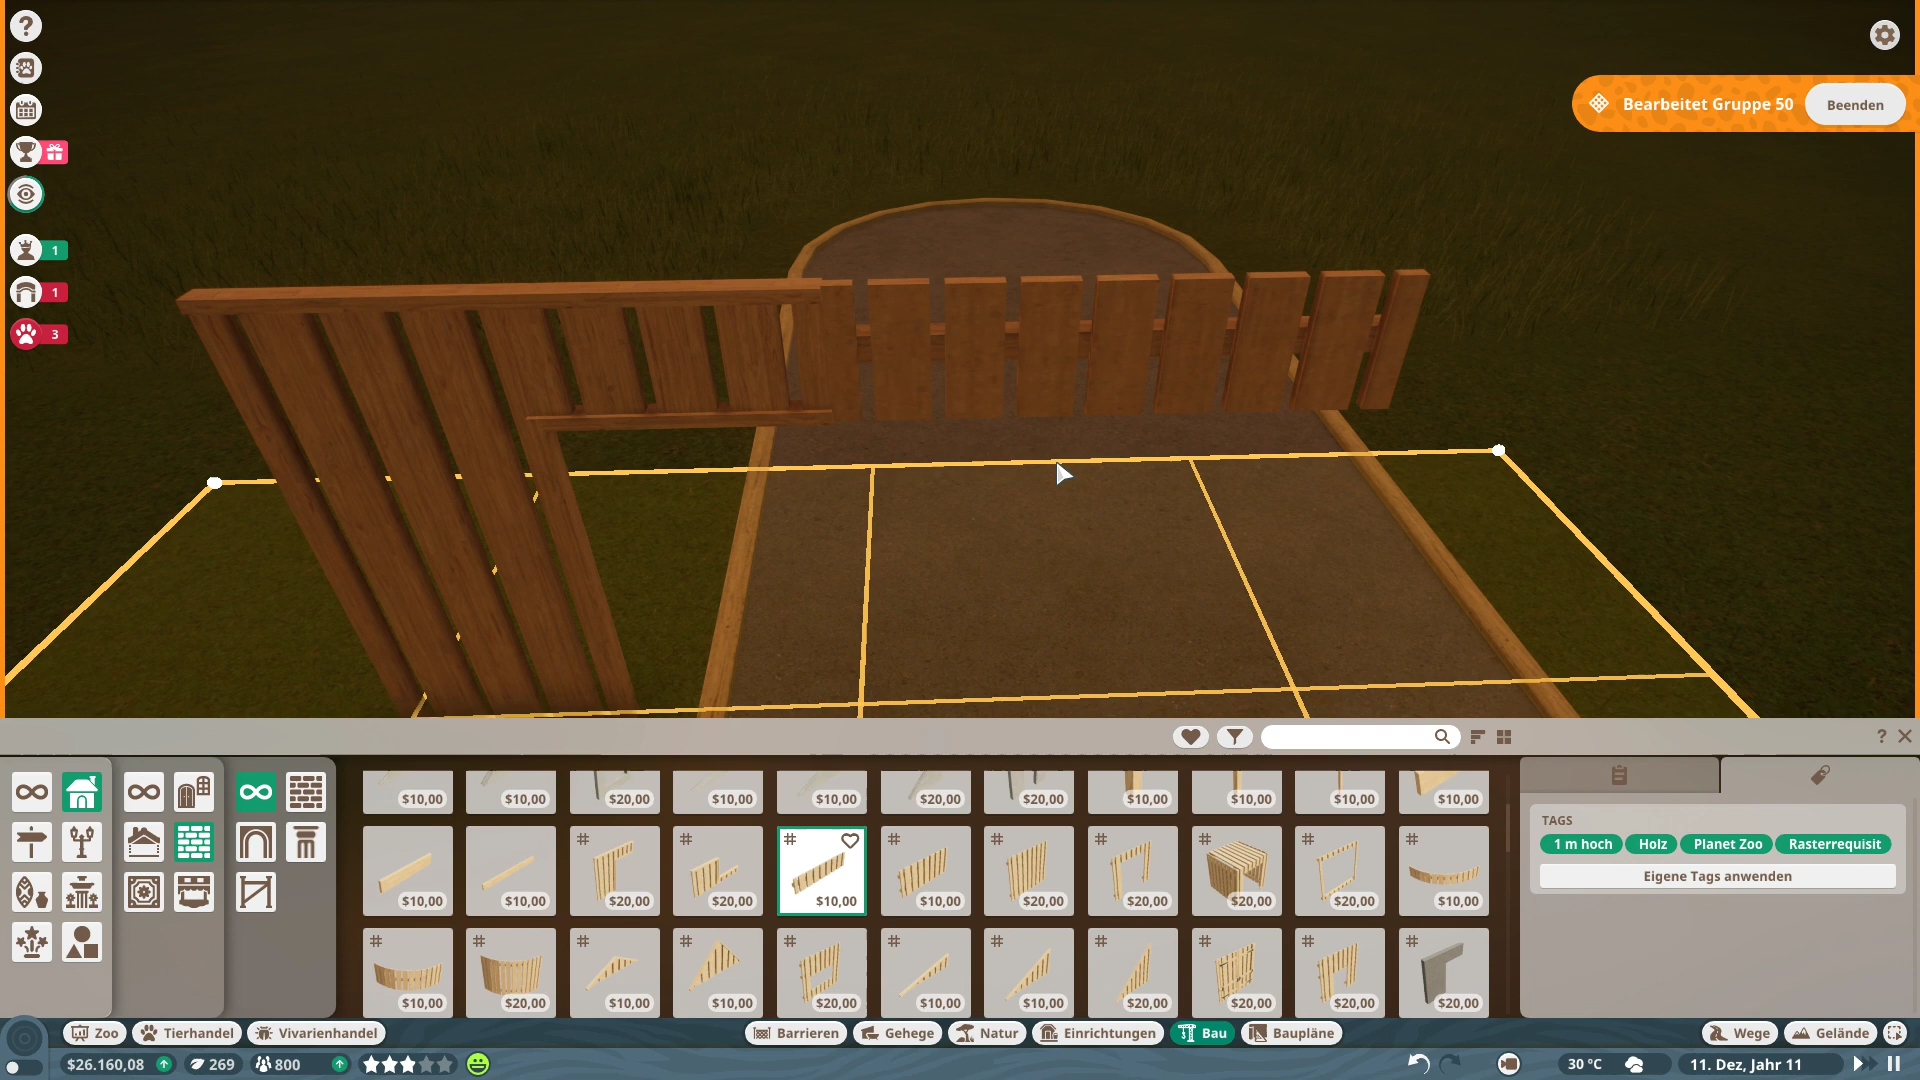 ?
Bearbeitet Gruppe 50 Beenden
1
1
3
? 
$10,00 $10,00 $20,00 $10,00 $10,00 $20,00 $20,00 $10,00 $10,00 $10,00 $10,00
$10,00 $10,00 $20,00 $20,00 $10,00 $10,00 $20,00 $20,00 $20,00 $20,00 $10,00
$10,00 $20,00 $10,00 $10,00 $20,00 $10,00 $10,00 $10,00 $20,00 $20,00 $20,00
TAGS
1 m hoch Holz Planet Zoo Rasterrequisit
Eigene Tags anwenden
Zoo Tierhandel Vivarienhandel Barrieren Gehege Natur Einrichtungen Bau Baupläne Wege Gelände
$26.160,08 269 800 30 °C 11. Dez, Jahr 11